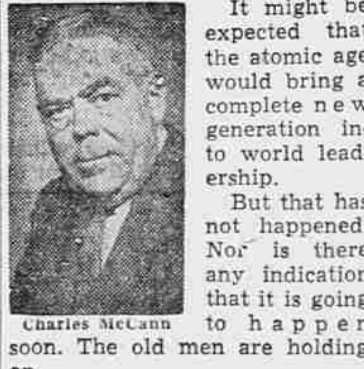 It might be
expected that
the atomic age
would bring a
complete new
generation in-
to world lead-
ership.
But that has
not happened.
Nor is there
any indication
that it is going
to happen
soon. The old men are holding
on
Charles McCann